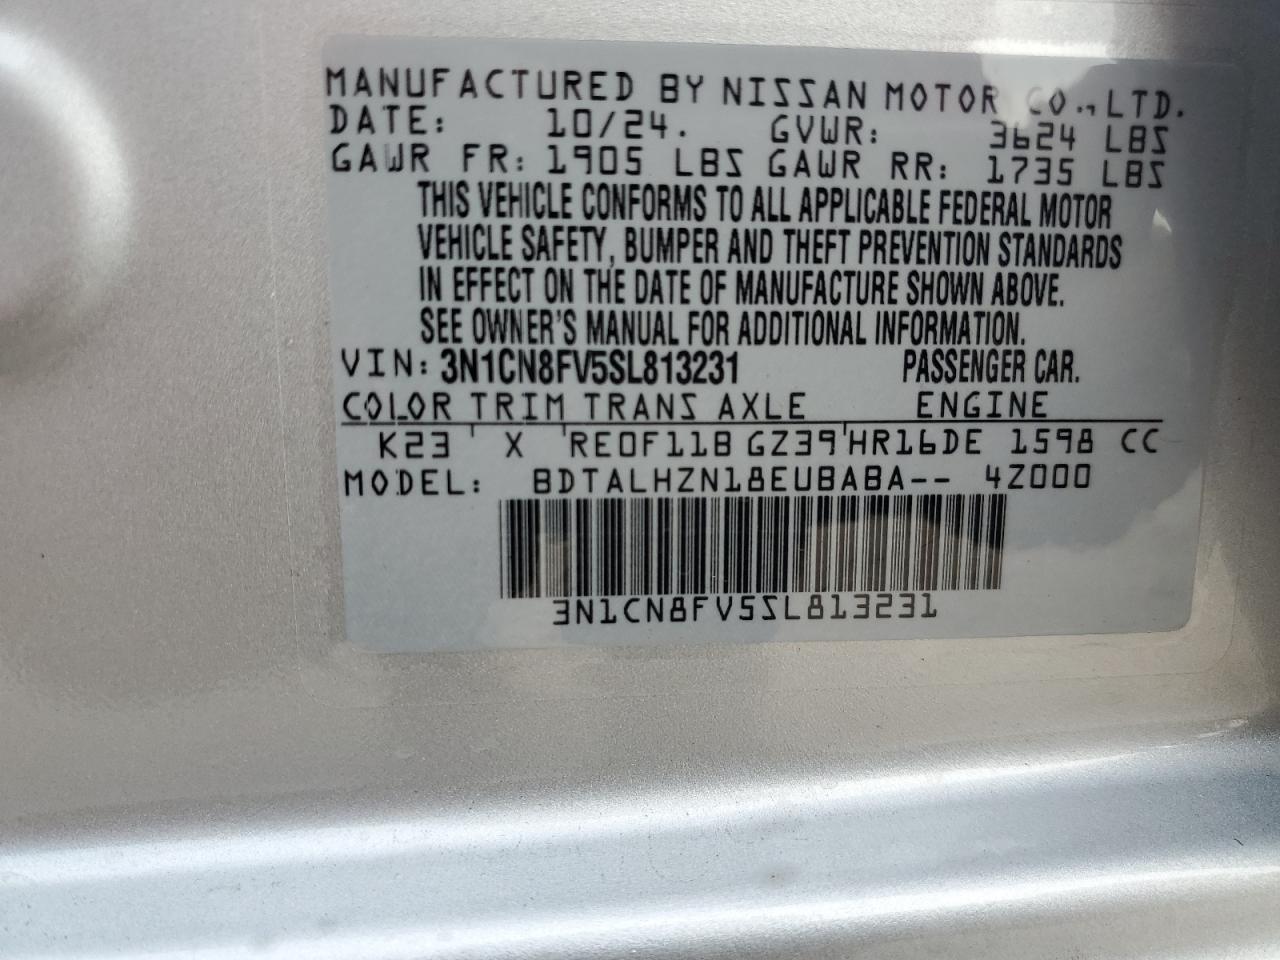 MANUFACTURED BY NISSAN MOTOR CO.,LTD.
DATE: 10/24. GVWR: 3624 LBS
GAWR FR: 1905 LBS GAWR RR: 1735 LBS
THIS VEHICLE CONFORMS TO ALL APPLICABLE FEDERAL MOTOR
VEHICLE SAFETY, BUMPER AND THEFT PREVENTION STANDARDS
IN EFFECT ON THE DATE OF MANUFACTURE SHOWN ABOVE.
SEE OWNER'S MANUAL FOR ADDITIONAL INFORMATION.
VIN: 3N1CN8FV5SL813231 PASSENGER CAR.
COLOR TRIM TRANS AXLE ENGINE
K23 X RE0F11B GZ39 HR16DE 1598 CC
MODEL: BDTALHZN18EUBABA-- 4Z000
3N1CN8FV5SL813231